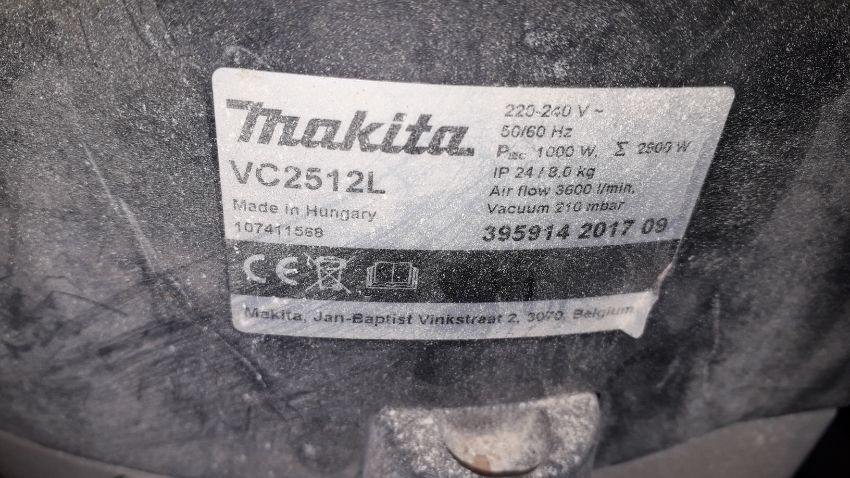 makita
VC2512L
Made in Hungary
107411568
220-240 V ~
50/60 Hz
Piec 1000 W, Σ 2500 W
IP 24 / 8,0 kg
Air flow 3600 l/min.
Vacuum 210 mbar
395914 2017 09
CE
Makita, Jan-Baptist Vinkstraat 2, 3070, Belgium